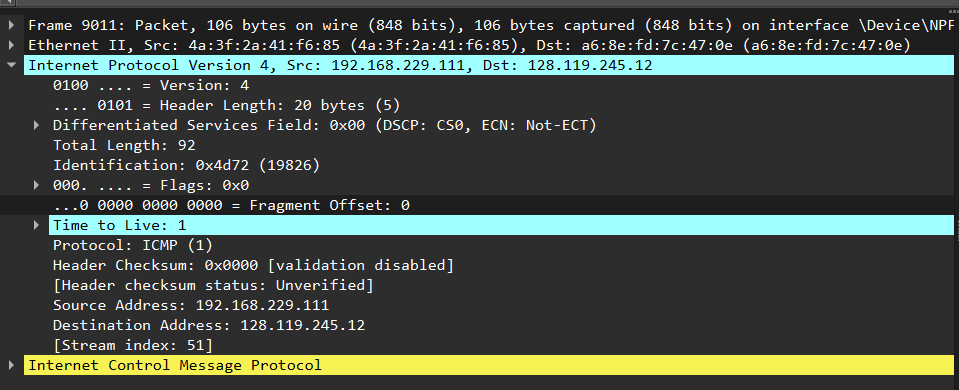 Frame 9011: Packet, 106 bytes on wire (848 bits), 106 bytes captured (848 bits) on interface \Device\NPF
Ethernet II, Src: 4a:3f:2a:41:f6:85 (4a:3f:2a:41:f6:85), Dst: a6:8e:fd:7c:47:0e (a6:8e:fd:7c:47:0e)
Internet Protocol Version 4, Src: 192.168.229.111, Dst: 128.119.245.12
0100 .... = Version: 4
.... 0101 = Header Length: 20 bytes (5)
Differentiated Services Field: 0x00 (DSCP: CS0, ECN: Not-ECT)
Total Length: 92
Identification: 0x4d72 (19826)
000. .... = Flags: 0x0
...0 0000 0000 0000 = Fragment Offset: 0
Time to Live: 1
Protocol: ICMP (1)
Header Checksum: 0x0000 [validation disabled]
[Header checksum status: Unverified]
Source Address: 192.168.229.111
Destination Address: 128.119.245.12
[Stream index: 51]
Internet Control Message Protocol